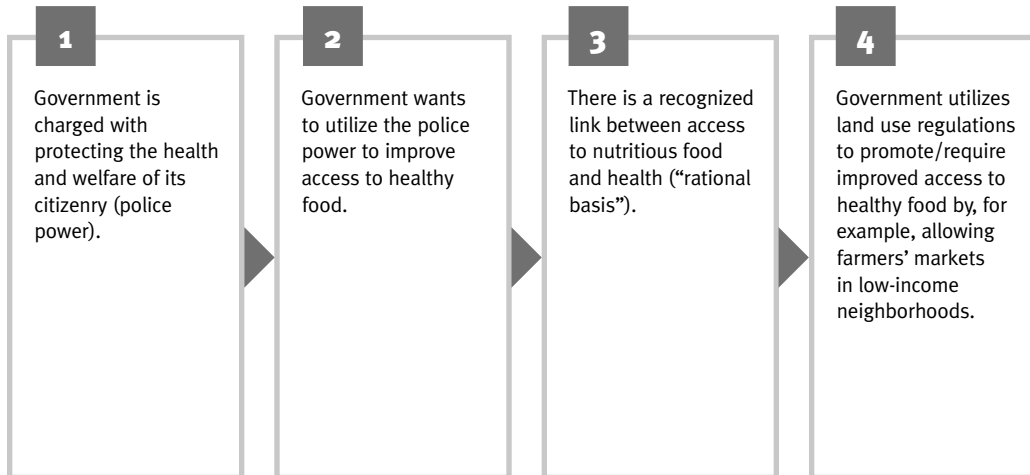 1
Government is
charged with
protecting the health
and welfare of its
citizenry (police
power).
2
Government wants
to utilize the police
power to improve
access to healthy
food.
3
There is a recognized
link between access
to nutritious food
and health (“rational
basis”).
4
Government utilizes
land use regulations
to promote/require
improved access to
healthy food by, for
example, allowing
farmers’ markets
in low-income
neighborhoods.